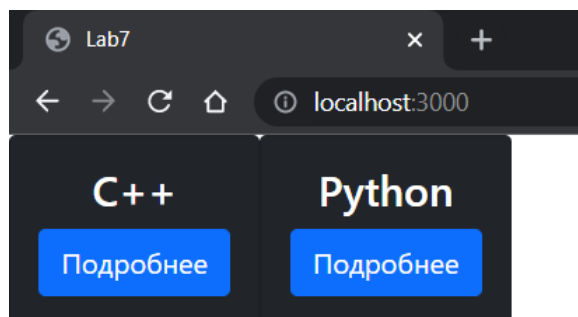 Lab7
localhost:3000
C++ Python
Подробнее Подробнее